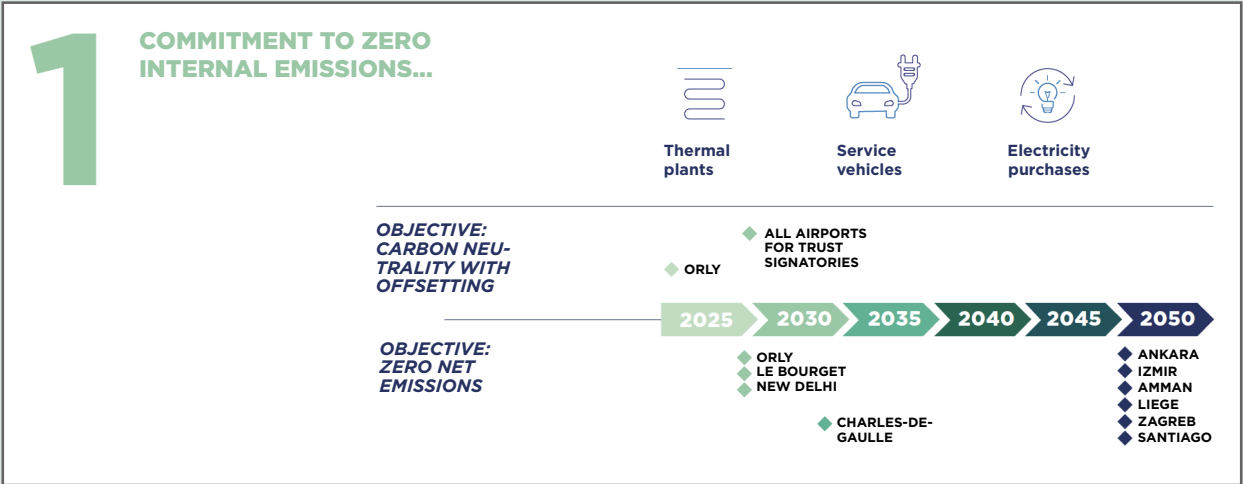 1
COMMITMENT TO ZERO
INTERNAL EMISSIONS...
Thermal
plants
Service
vehicles
Electricity
purchases
OBJECTIVE:
CARBON NEU-
TRALITY WITH
OFFSETTING
ALL AIRPORTS
FOR TRUST
SIGNATORIES
ORLY
2025
2030
2035
2040
2045
2050
OBJECTIVE:
ZERO NET
EMISSIONS
ORLY
LE BOURGET
NEW DELHI
CHARLES-DE-
GAULLE
ANKARA
IZMIR
AMMAN
LIEGE
ZAGREB
SANTIAGO